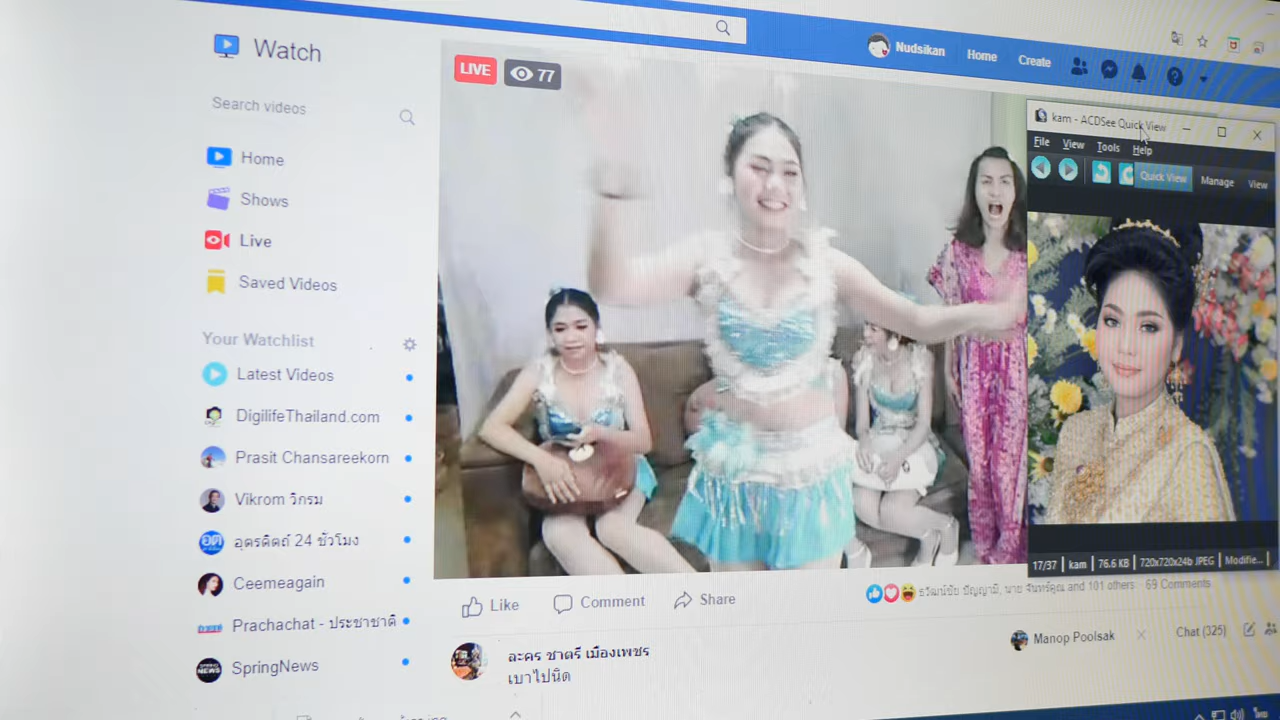 Watch
Search videos
Home
Shows
Live
Saved Videos
Your Watchlist
Latest Videos
DigilifeThailand.com
Prasit Chansareekorn
Vikrom วิกรม
อุตรดิตถ์ 24 ชั่วโมง
Ceemeagain
Prachachat - ประชาชาติ
SpringNews
Nudsikan
Home
Create
LIVE
77
kam - ACDSee Quick View
File View Tools Help
Quick View Manage View
17/37 kam 76.6 KB 720x720x24b JPEG Modifie...
Like Comment Share
and 101 others · 69 Comments
ละคร ชาตรี เมืองเพชร
เบาไปนิด
Manop Poolsak
Chat (325)